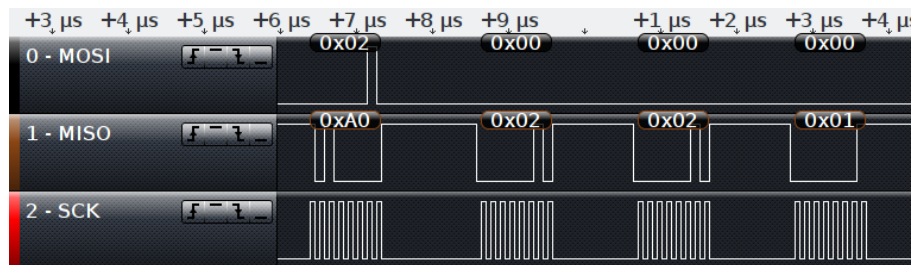 +3 µs +4 µs +5 µs +6 µs +7 µs +8 µs +9 µs +1 µs +2 µs +3 µs +4 µs
0 - MOSI 0x02 0x00 0x00 0x00
1 - MISO 0xA0 0x02 0x02 0x01
2 - SCK